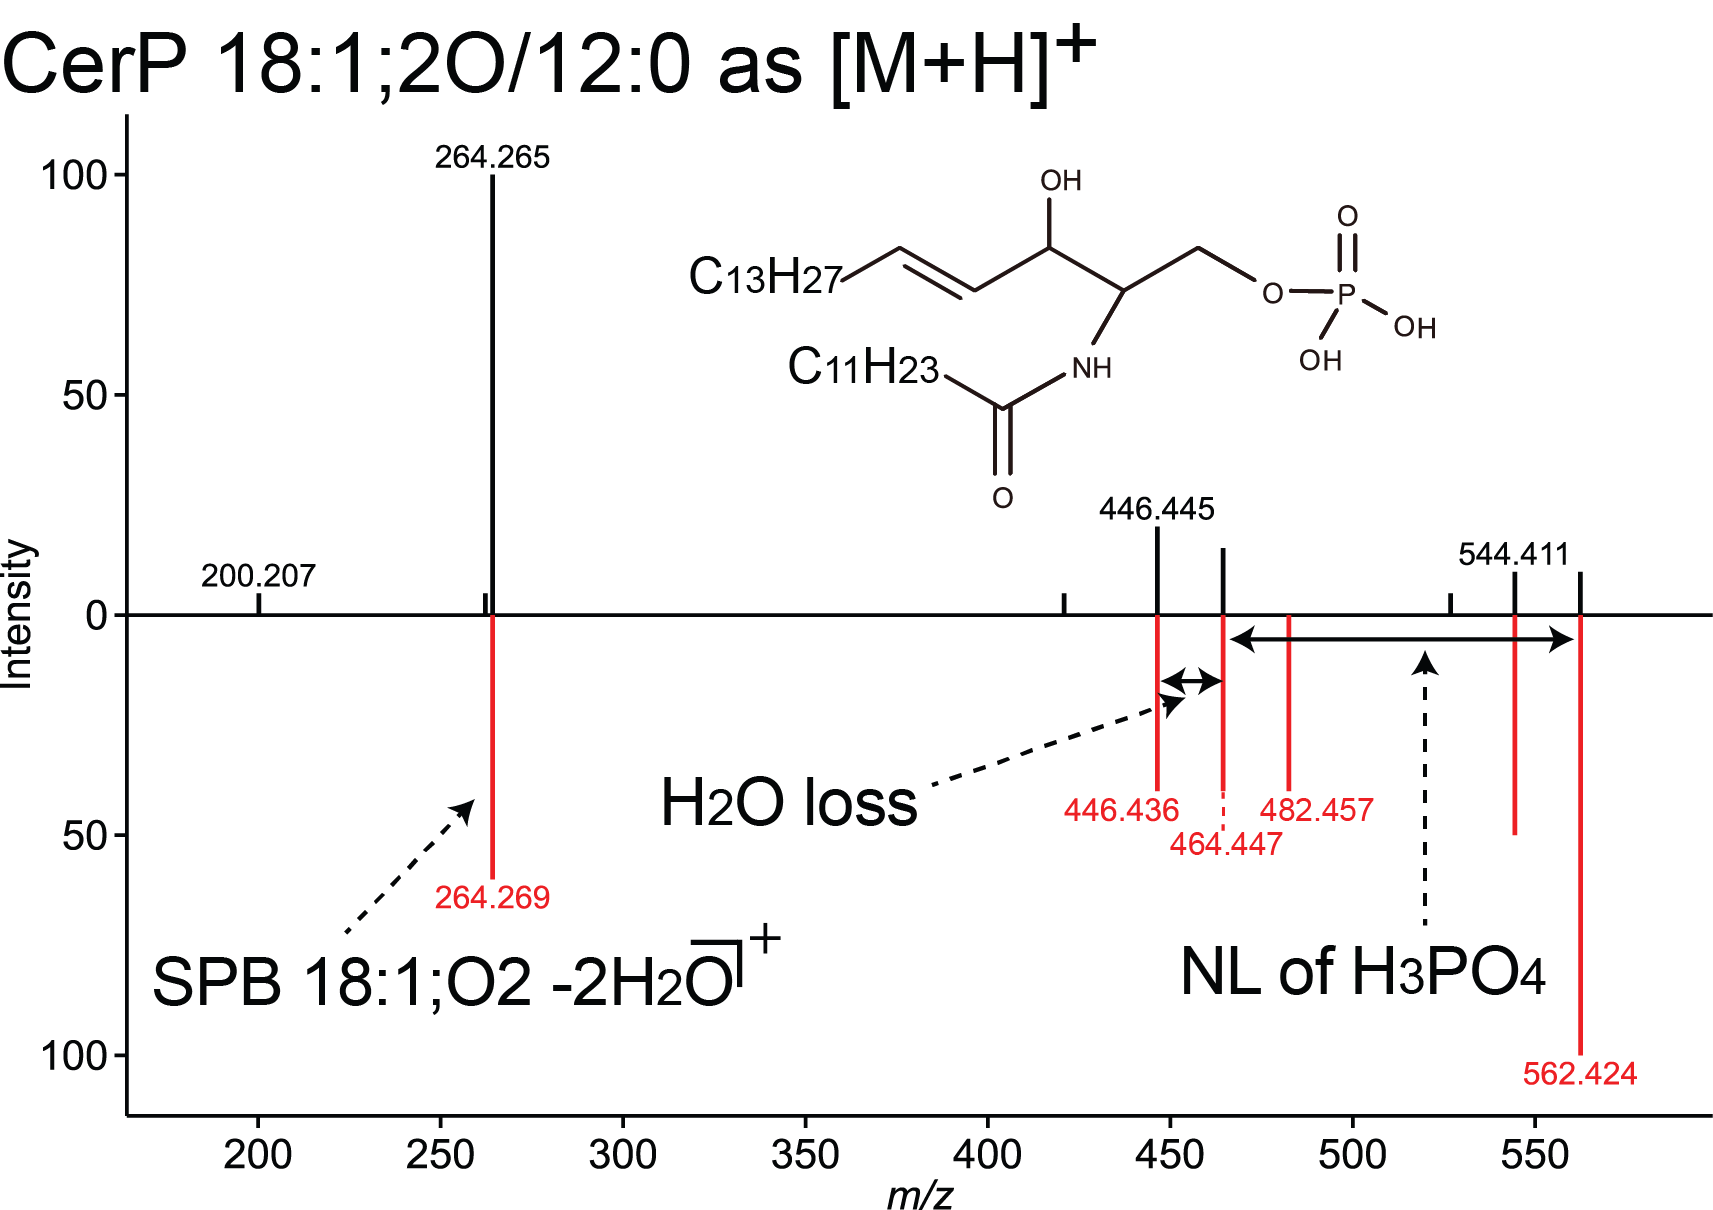 CerP 18:1;2O/12:0 as [M+H]+
264.265
100
OH
O
C13H27
O
P
OH
OH
C11H23
NH
50
O
446.445
544.411
200.207
0
Intensity
H2O loss
446.436
482.457
464.447
50
264.269
SPB 18:1;O2 -2H2O+
NL of H3PO4
100
562.424
200
250
300
350
400
450
500
550
m/z